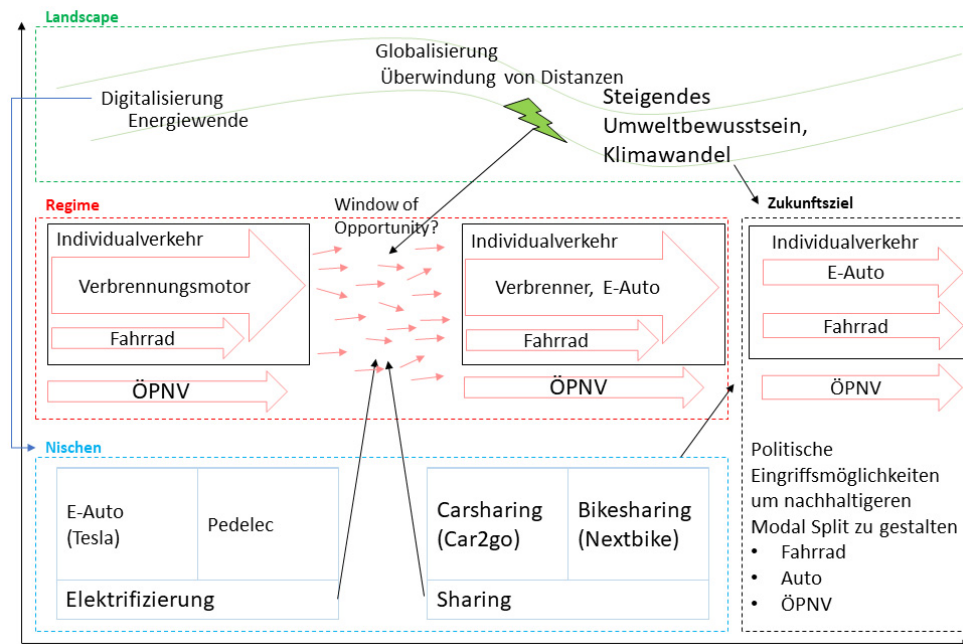 Landscape
Globalisierung
Überwindung von Distanzen
Digitalisierung
Energiewende
Steigendes
Umweltbewusstsein,
Klimawandel
Regime
Window of
Opportunity?
Zukunftsziel
Individualverkehr
Verbrennungsmotor
Fahrrad
ÖPNV
Individualverkehr
Verbrenner, E-Auto
Fahrrad
ÖPNV
Individualverkehr
E-Auto
Fahrrad
ÖPNV
Politische
Eingriffsmöglichkeiten
um nachhaltigeren
Modal Split zu gestalten
• Fahrrad
• Auto
• ÖPNV
Nischen
E-Auto
(Tesla)
Pedelec
Elektrifizierung
Carsharing
(Car2go)
Bikesharing
(Nextbike)
Sharing